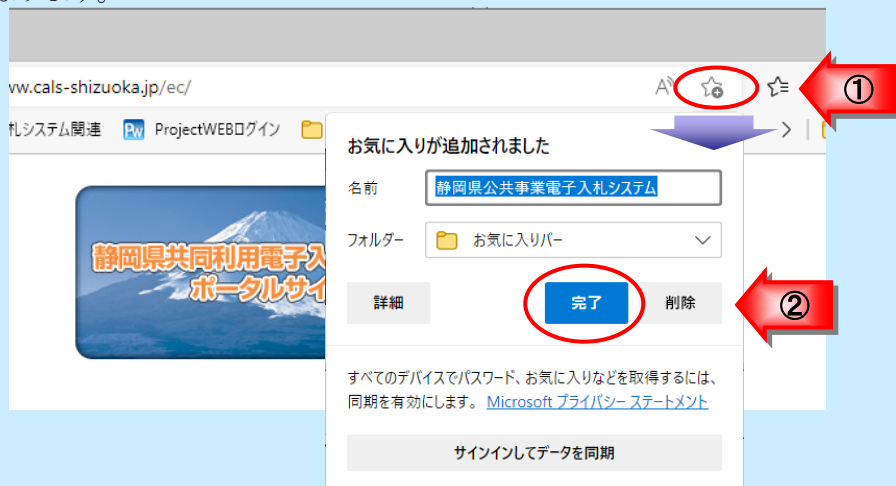 ww.cals-shizuoka.jp/ec/
①
札システム関連 ProjectWEBログイン
お気に入りが追加されました
名前 静岡県公共事業電子入札システム
フォルダー お気に入りバー
静岡県共同利用電子入
ポータルサイ
詳細 完了 削除
②
すべてのデバイスでパスワード、お気に入りなどを取得するには、
同期を有効にします。 Microsoft プライバシー ステートメント
サインインしてデータを同期